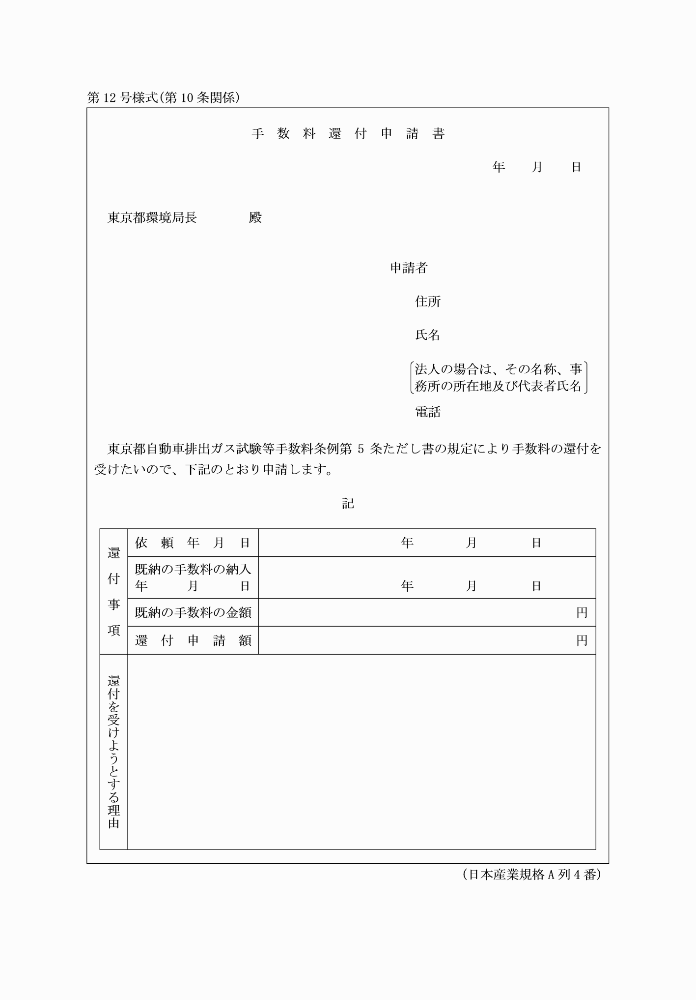 第 12 号様式(第 10 条関係)
手 数 料 還 付 申 請 書
年 月 日
東京都環境局長 殿
申請者
住所
氏名
法人の場合は、その名称、事
務所の所在地及び代表者氏名
電話
東京都自動車排出ガス試験等手数料条例第 5 条ただし書の規定により手数料の還付を
受けたいので、下記のとおり申請します。
記
還付事項
依 頼 年 月 日 年 月 日
既納の手数料の納入
年 月 日 年 月 日
既納の手数料の金額 円
還 付 申 請 額 円
還付を受けようとする理由
(日本産業規格 A 列 4 番)